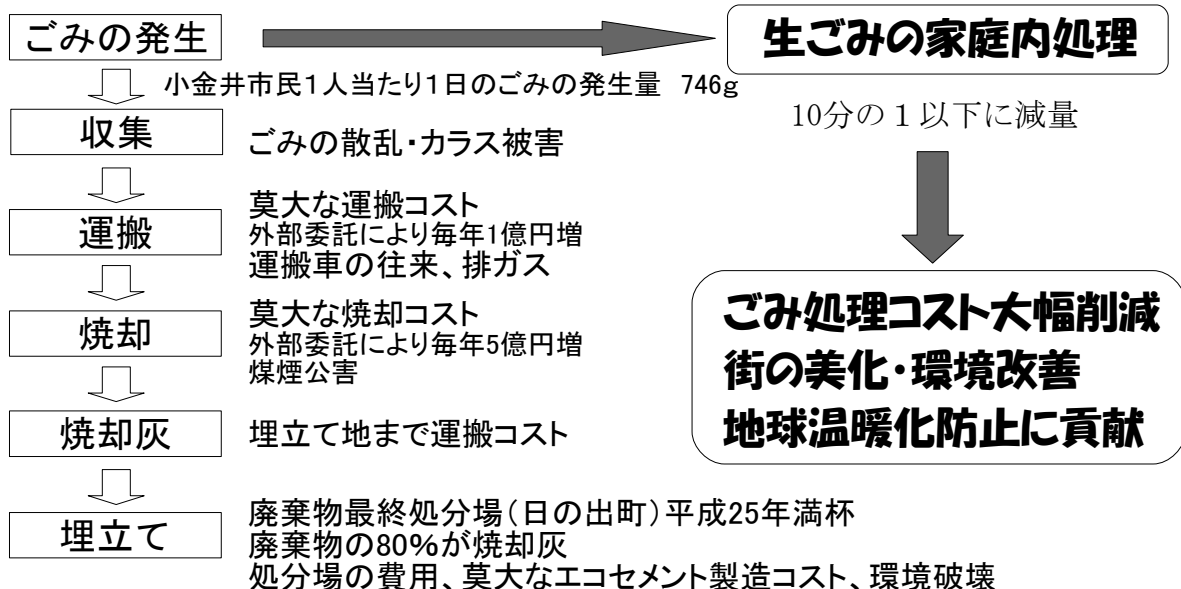 ごみの発生
生ごみの家庭内処理
小金井市民1人当たり1日のごみの発生量 746g
10分の1以下に減量
収集
ごみの散乱・カラス被害
運搬
莫大な運搬コスト
外部委託により毎年1億円増
運搬車の往来、排ガス
焼却
莫大な焼却コスト
外部委託により毎年5億円増
煤煙公害
ごみ処理コスト大幅削減
街の美化・環境改善
地球温暖化防止に貢献
焼却灰
埋立て地まで運搬コスト
埋立て
廃棄物最終処分場(日の出町)平成25年満杯
廃棄物の80%が焼却灰
処分場の費用、莫大なエコセメント製造コスト、環境破壊